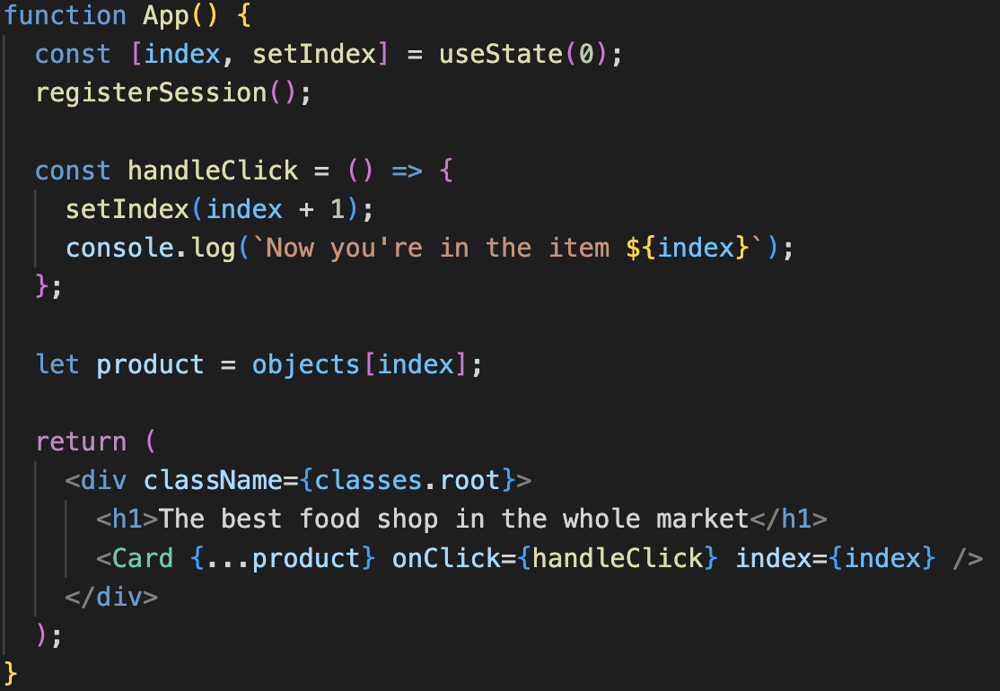 function App() {
  const [index, setIndex] = useState(0);
  registerSession();

  const handleClick = () => {
    setIndex(index + 1);
    console.log(`Now you're in the item ${index}`);
  };

  let product = objects[index];

  return (
    <div className={classes.root}>
      <h1>The best food shop in the whole market</h1>
      <Card {...product} onClick={handleClick} index={index} />
    </div>
  );
}